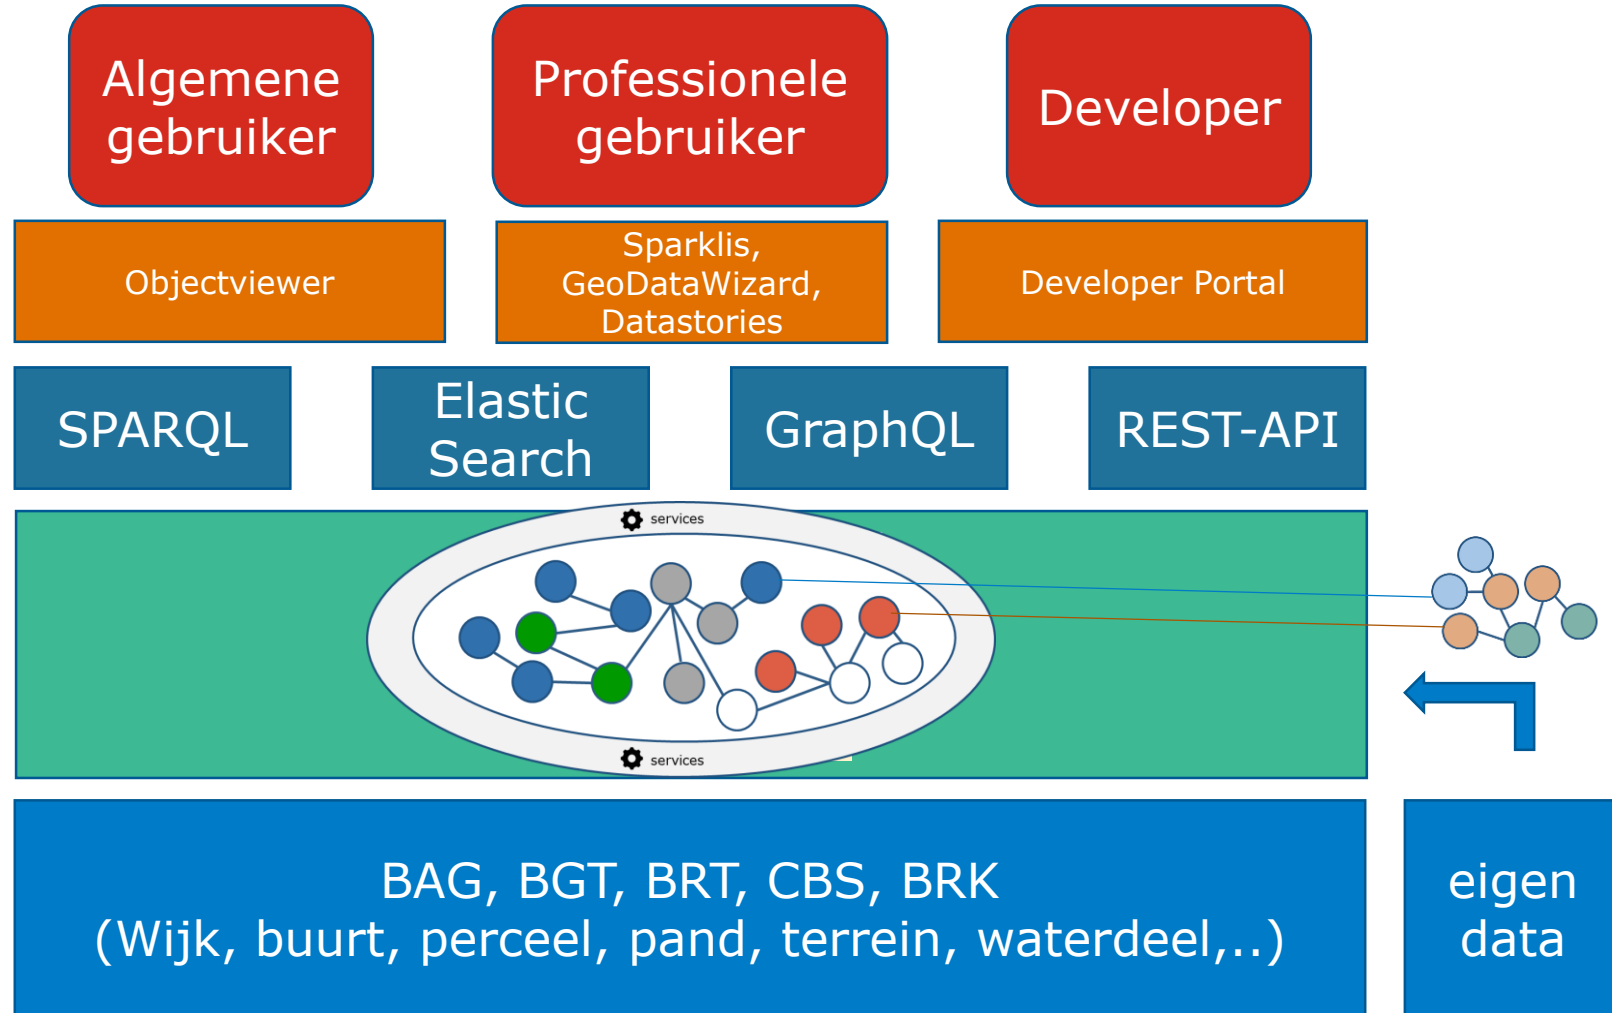 Algemene
gebruiker
Professionele
gebruiker
Developer
Objectviewer
Sparklis,
GeoDataWizard,
Datastories
Developer Portal
SPARQL
Elastic
Search
GraphQL
REST-API
services
services
BAG, BGT, BRT, CBS, BRK
(Wijk, buurt, perceel, pand, terrein, waterdeel,..)
eigen
data